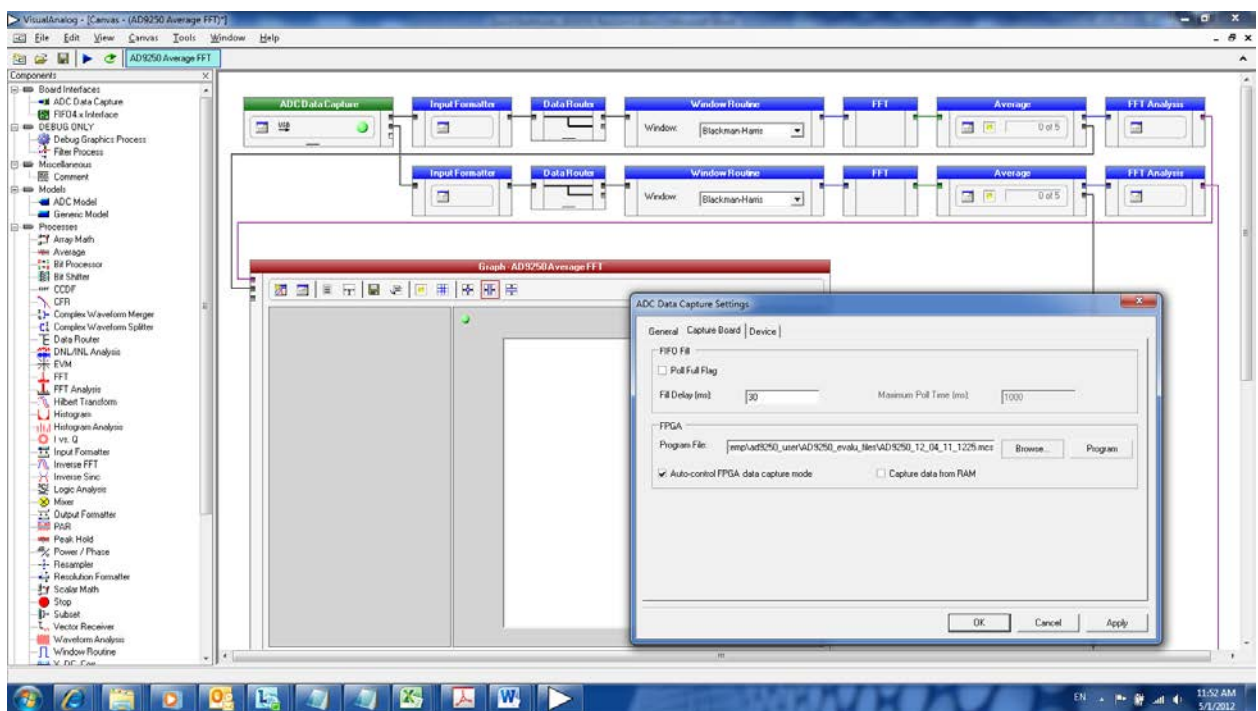 VisualAnalog - [Canvas - (AD9250 Average FFT)*]
File Edit View Canvas Tools Window Help
AD9250 Average FFT
Components
Board Interfaces
ADC Data Capture
FIFO4.x Interface
DEBUG ONLY
Debug Graphics Process
Filter Process
Miscellaneous
Comment
Models
ADC Model
Generic Model
Processes
Array Math
Average
Bit Processor
Bit Shifter
CCDF
CFR
Complex Waveform Merger
Complex Waveform Splitter
Data Router
DNL/INL Analysis
EVM
FFT
FFT Analysis
Hilbert Transform
Histogram
Histogram Analysis
I vs. Q
Input Formatter
Inverse FFT
Inverse Sinc
Logic Analysis
Mixer
Output Formatter
PAR
Peak Hold
Power / Phase
Resampler
Resolution Formatter
Scalar Math
Stop
Subset
Vector Receiver
Waveform Analysis
Window Routine
ADC Data Capture Input Formatter Data Router Window Routine FFT Average FFT Analysis
USB
Window: Blackman-Harris
0 of 5
Input Formatter Data Router Window Routine FFT Average FFT Analysis
Window: Blackman-Harris
0 of 5
Graph - AD9250 Average FFT
ADC Data Capture Settings
General Capture Board Device
FIFO Fill
Poll Full Flag
Fill Delay (ms): 30 Maximum Poll Time (ms): 1000
FPGA
Program File: emp\ad9250_user\AD9250_evalu_files\AD9250_12_04_11_1225.mcs Browse... Program
Auto-control FPGA data capture mode Capture data from RAM
OK Cancel Apply
EN 11:52 AM
5/1/2012